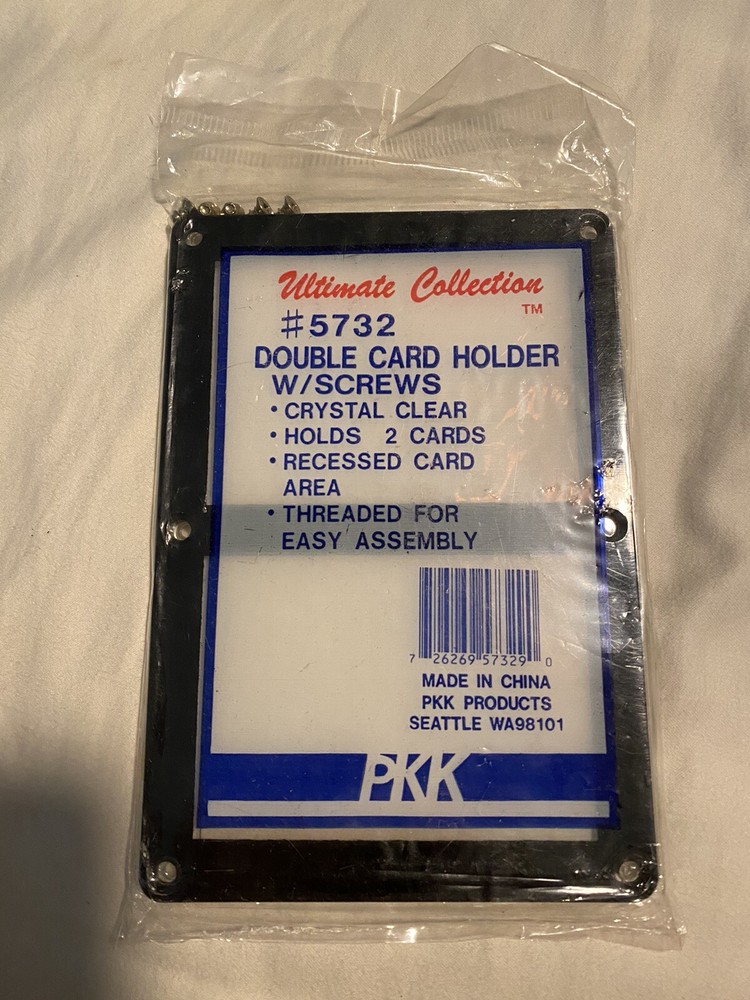 Ultimate Collection
TM
#5732
DOUBLE CARD HOLDER
W/SCREWS
• CRYSTAL CLEAR
• HOLDS 2 CARDS
• RECESSED CARD
AREA
• THREADED FOR
EASY ASSEMBLY
7 26269 57329 0
MADE IN CHINA
PKK PRODUCTS
SEATTLE WA98101
PKK